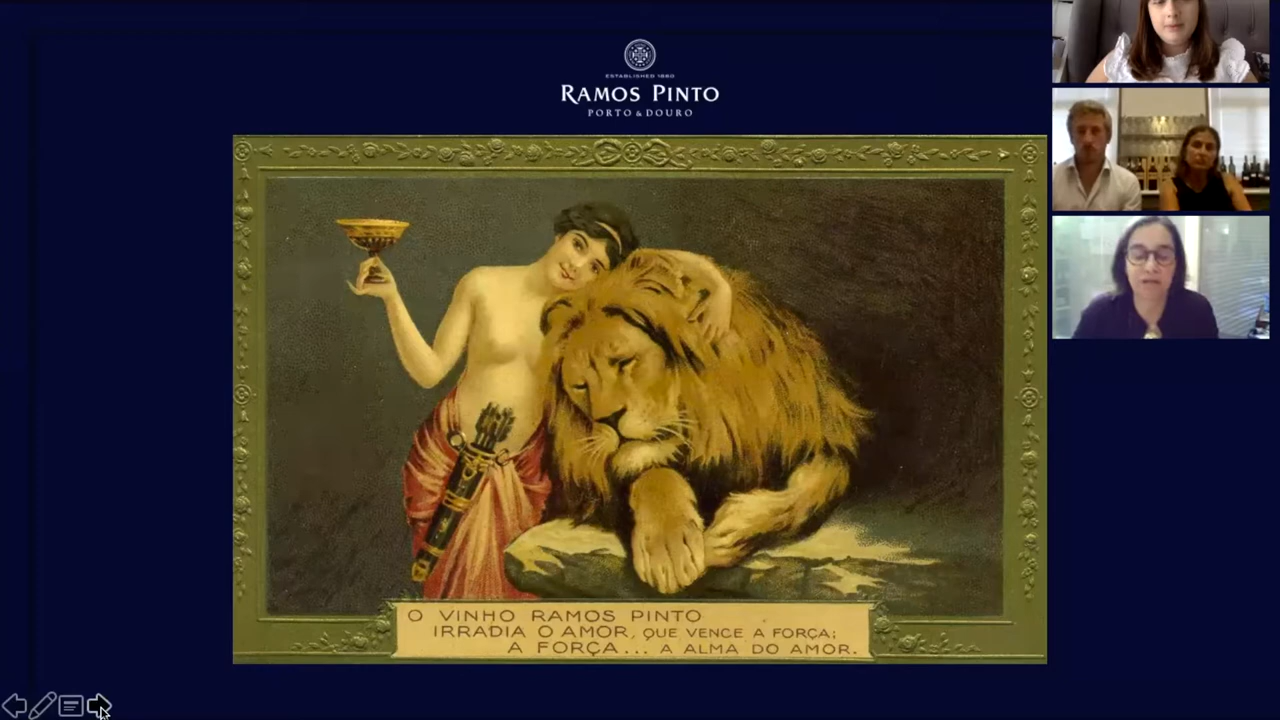 ESTABLISHED 1880
RAMOS PINTO
PORTO & DOURO
O VINHO RAMOS PINTO
IRRADIA O AMOR, QUE VENCE A FORÇA;
A FORÇA... A ALMA DO AMOR.